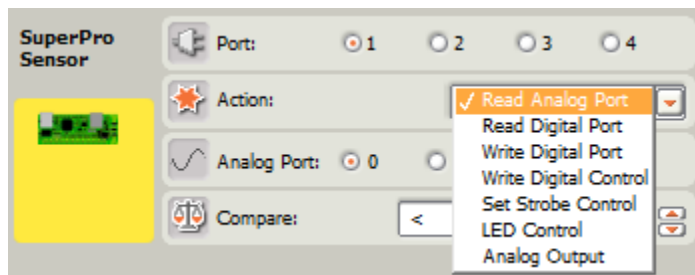 SuperPro
Sensor
Port: 1 2 3 4
Action:
✓ Read Analog Port
Read Digital Port
Write Digital Port
Write Digital Control
Set Strobe Control
LED Control
Analog Output
Analog Port: 0
Compare: <